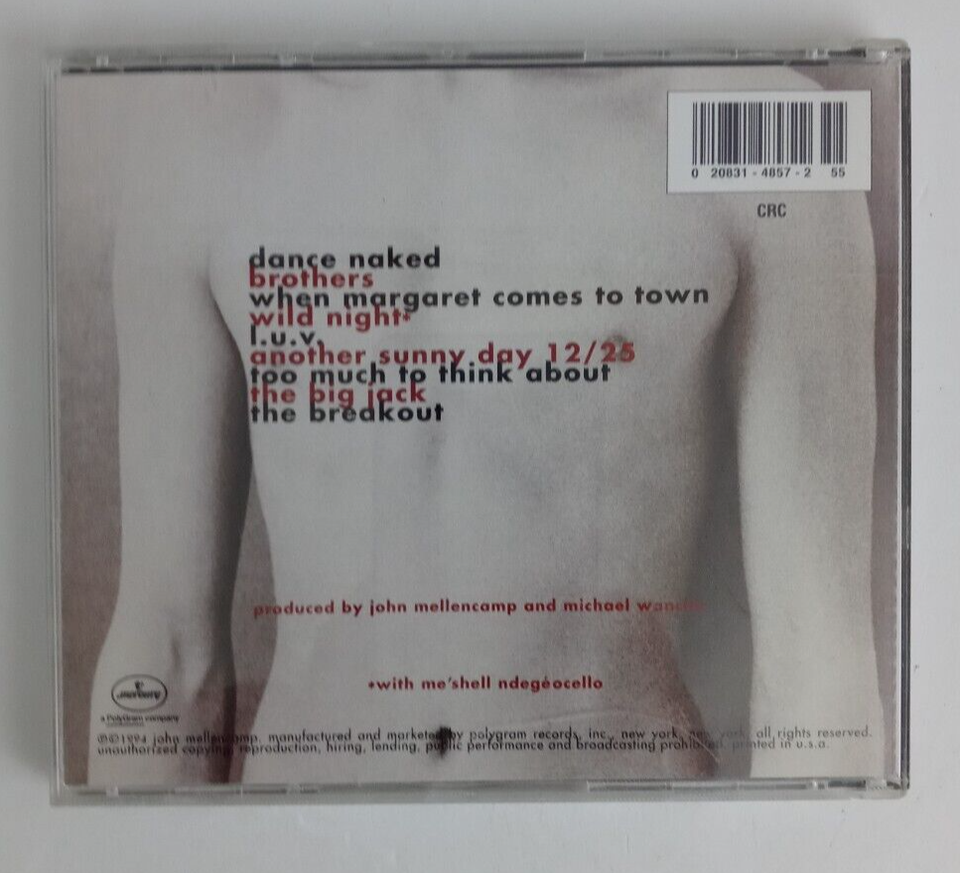 0 20831-4857-2 55
CRC
dance naked
brothers
when margaret comes to town
wild night*
l.u.v.
another sunny day 12/25
too much to think about
the big jack
the breakout
produced by john mellencamp and michael
*with me'shell ndegéocello
mercury
a PolyGram company
℗©1994 john mellencamp, manufactured and marketed by polygram records, inc., new york, new york, all rights reserved.
unauthorized copying, reproduction, hiring, lending, public performance and broadcasting prohibited. printed in u.s.a.